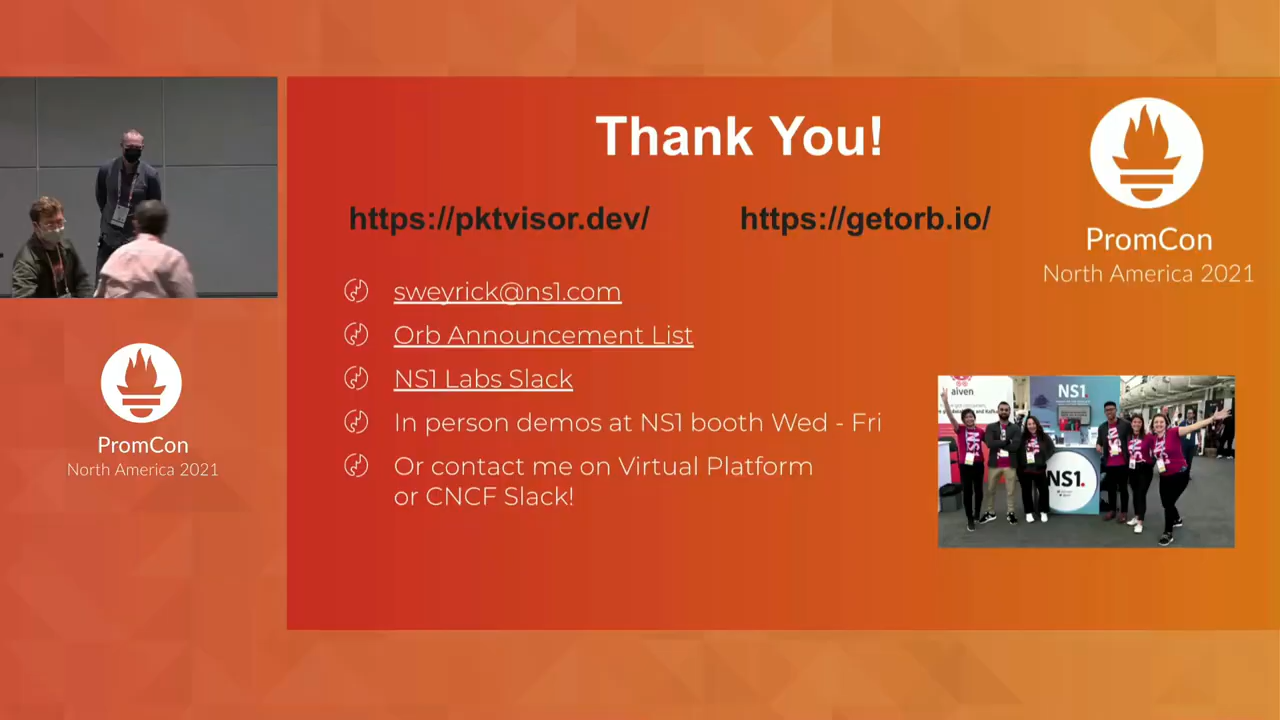 Thank You!
https://pktvisor.dev/
https://getorb.io/
PromCon
North America 2021
sweyrick@ns1.com
Orb Announcement List
NS1 Labs Slack
In person demos at NS1 booth Wed - Fri
Or contact me on Virtual Platform
or CNCF Slack!
PromCon
North America 2021
aiven
NS1.
NS1.